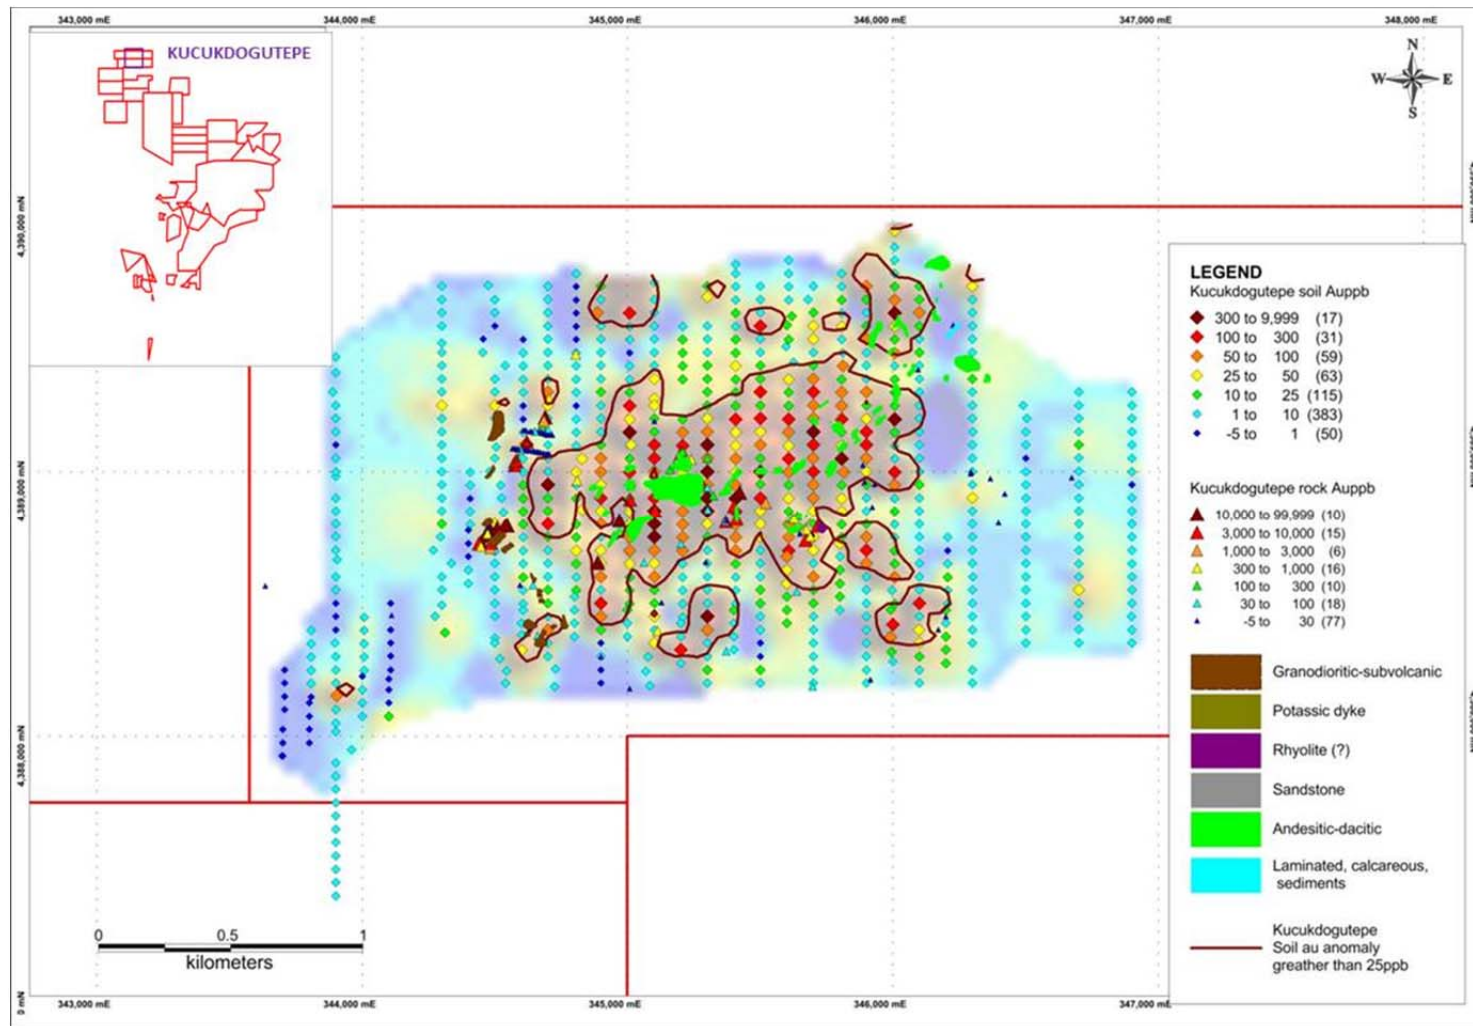 343,000 mE 344,000 mE 345,000 mE 346,000 mE 347,000 mE 348,000 mE
KUCUKDOGUTEPE
N
W E
S
4,390,000 mN
4,389,000 mN
4,388,000 mN
0 mN
LEGEND
Kucukdogutepe soil Auppb
300 to 9,999 (17)
100 to 300 (31)
50 to 100 (59)
25 to 50 (63)
10 to 25 (115)
1 to 10 (383)
-5 to 1 (50)
Kucukdogutepe rock Auppb
10,000 to 99,999 (10)
3,000 to 10,000 (15)
1,000 to 3,000 (6)
300 to 1,000 (16)
100 to 300 (10)
30 to 100 (18)
-5 to 30 (77)
Granodioritic-subvolcanic
Potassic dyke
Rhyolite (?)
Sandstone
Andesitic-dacitic
Laminated, calcareous,
sediments
Kucukdogutepe
Soil au anomaly
greather than 25ppb
0 0.5 1
kilometers
343,000 mE 344,000 mE 345,000 mE 346,000 mE 347,000 mE